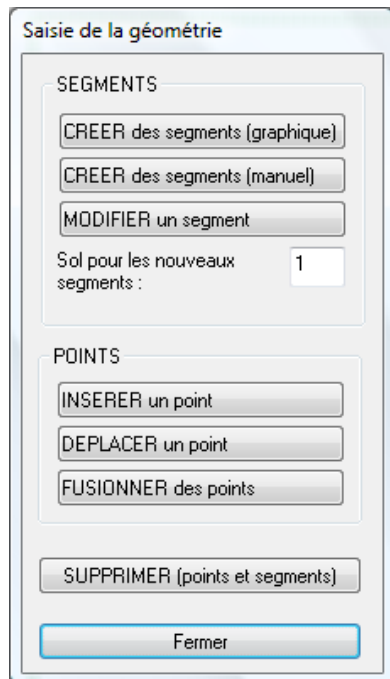 Saisie de la géométrie
SEGMENTS
CREER des segments (graphique)
CREER des segments (manuel)
MODIFIER un segment
Sol pour les nouveaux
segments :
1
POINTS
INSERER un point
DEPLACER un point
FUSIONNER des points
SUPPRIMER (points et segments)
Fermer